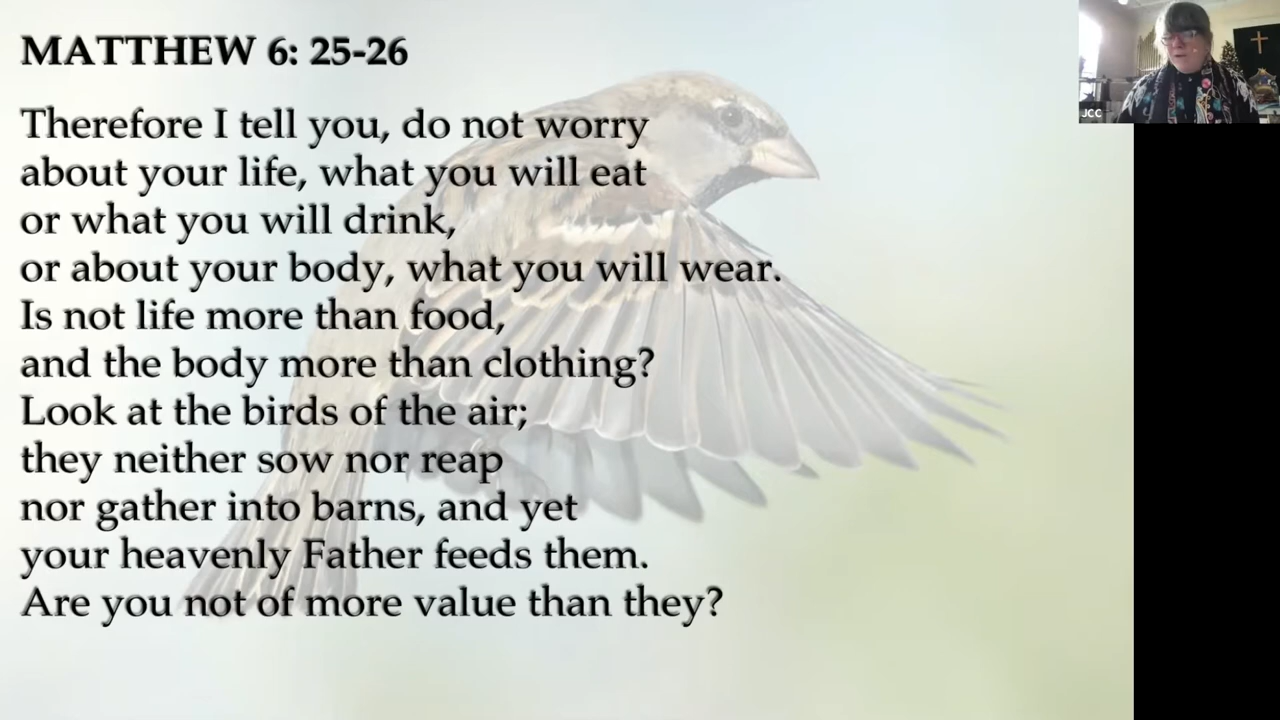 MATTHEW 6: 25-26
Therefore I tell you, do not worry
about your life, what you will eat
or what you will drink,
or about your body, what you will wear.
Is not life more than food,
and the body more than clothing?
Look at the birds of the air;
they neither sow nor reap
nor gather into barns, and yet
your heavenly Father feeds them.
Are you not of more value than they?
JCC